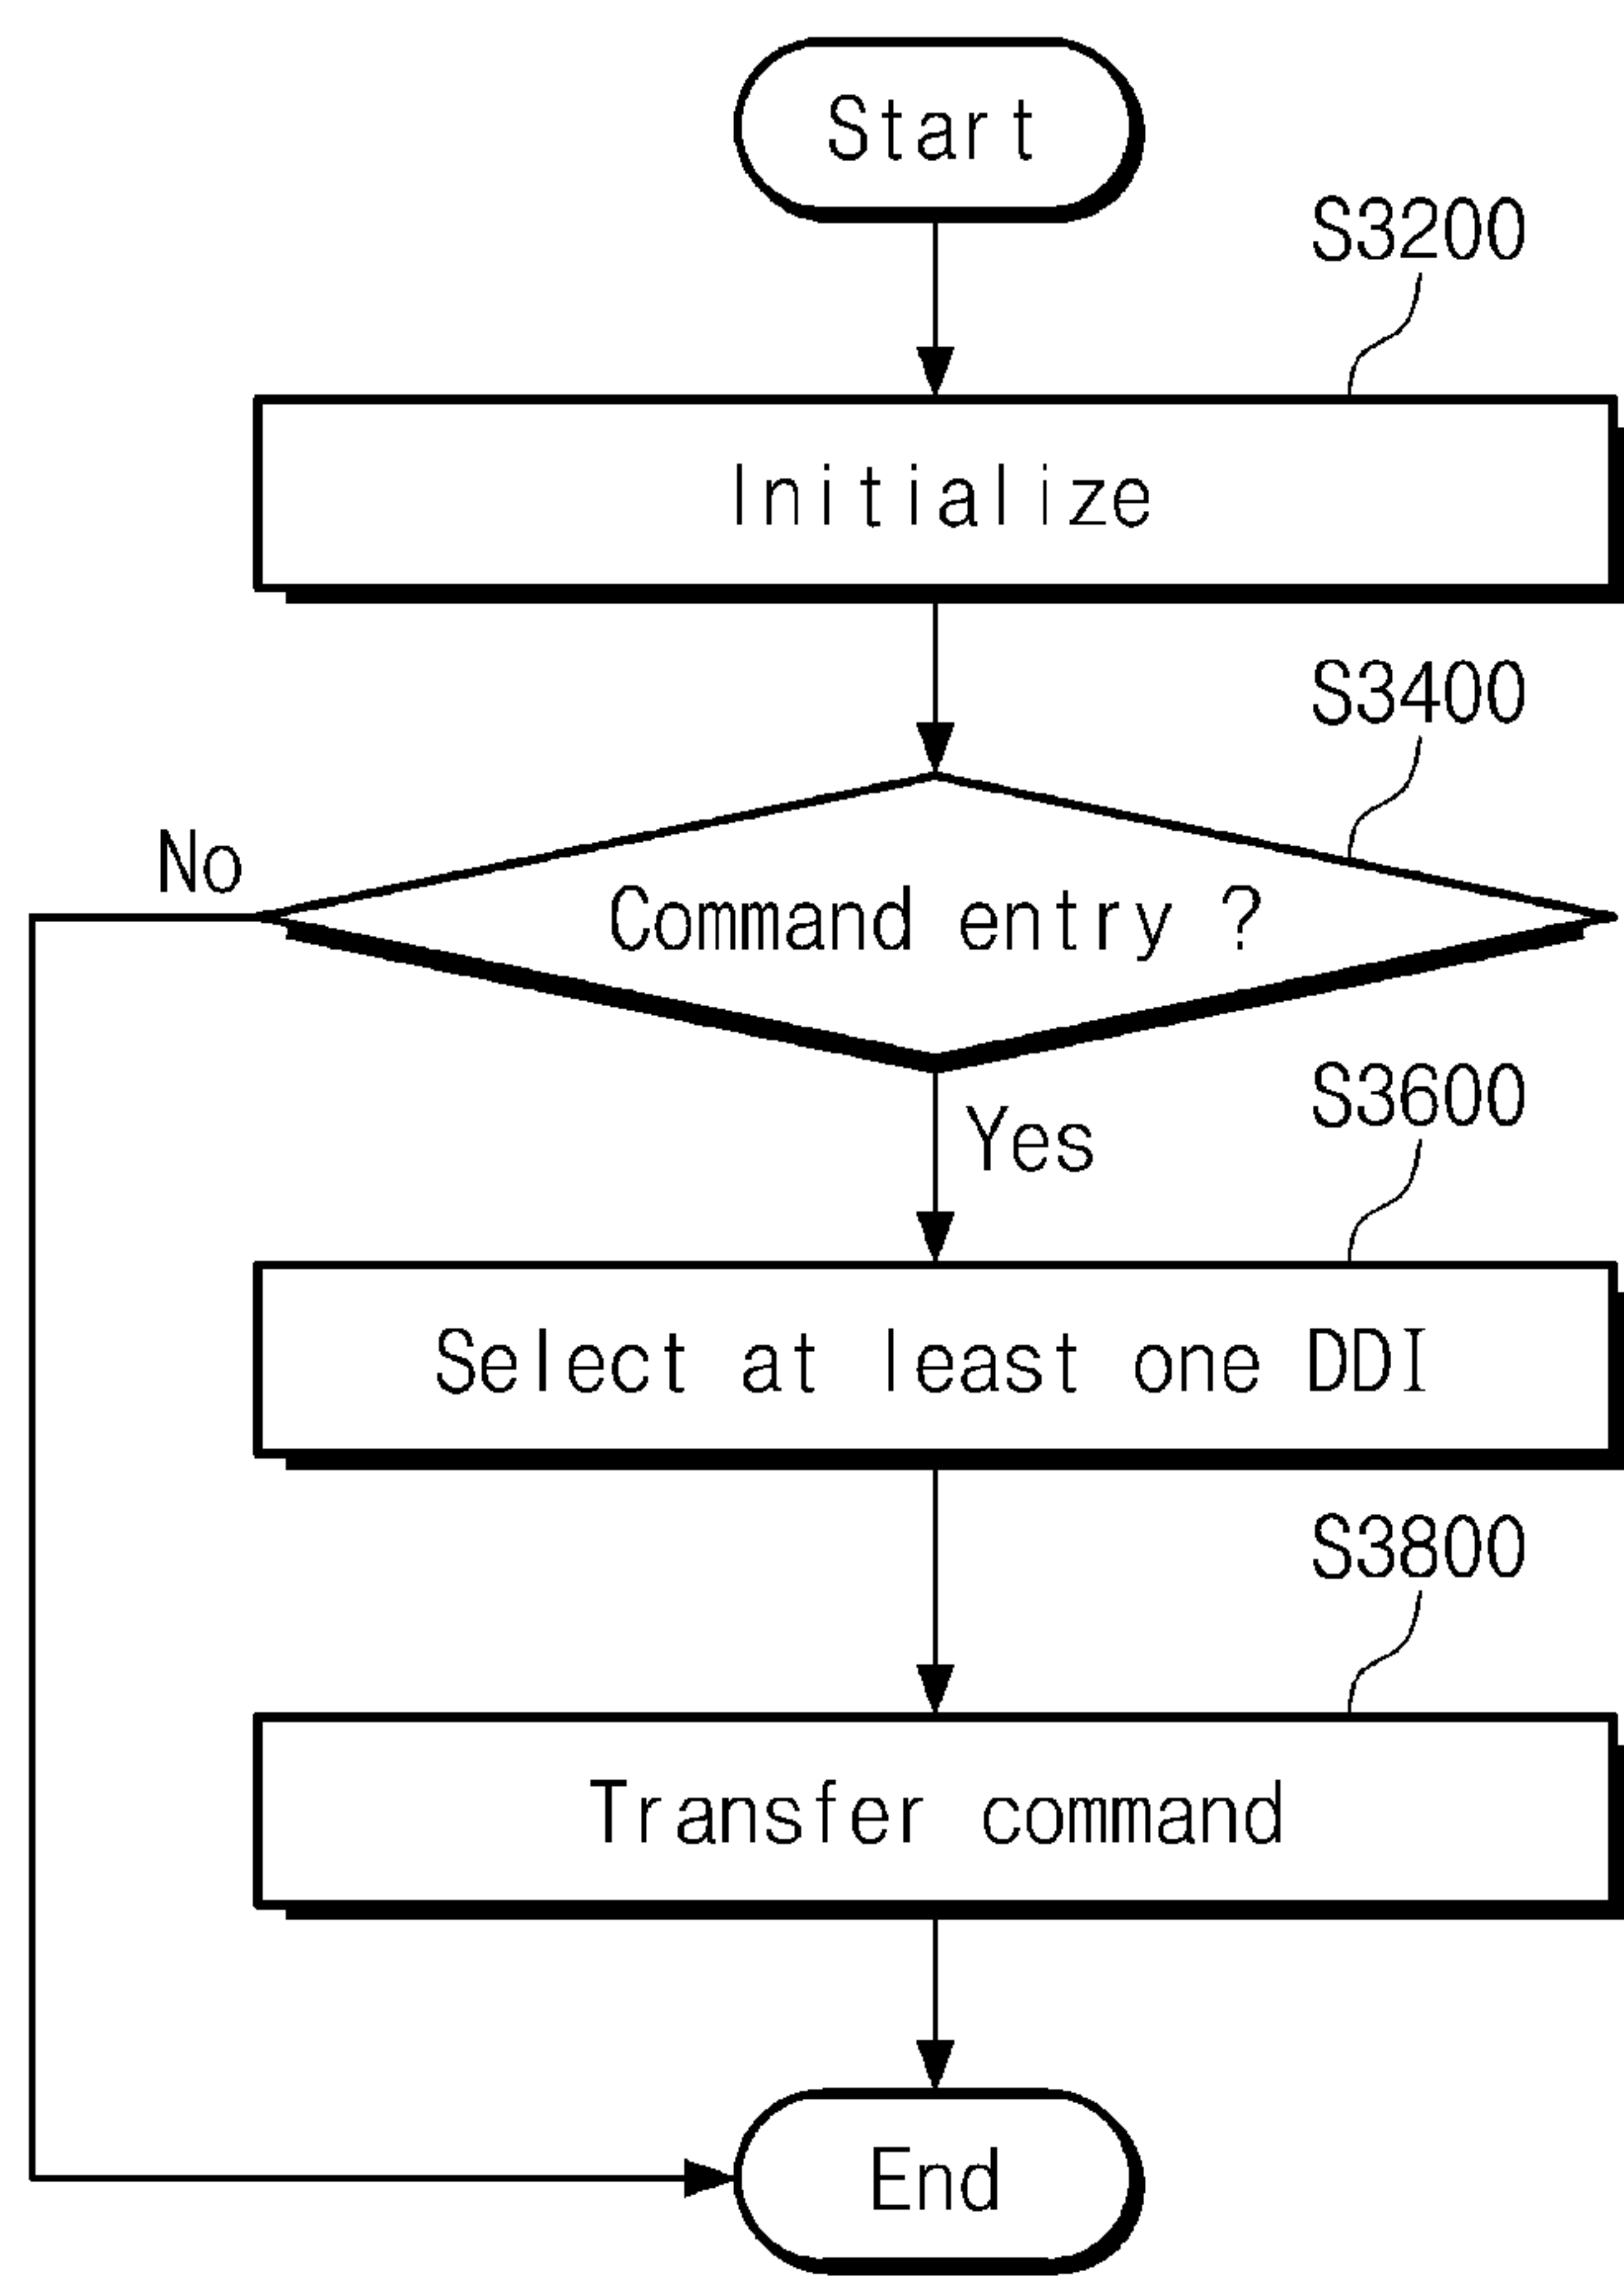 Start
S3200
Initialize
S3400
No
Command entry ?
Yes
S3600
Select at least one DDI
S3800
Transfer command
End